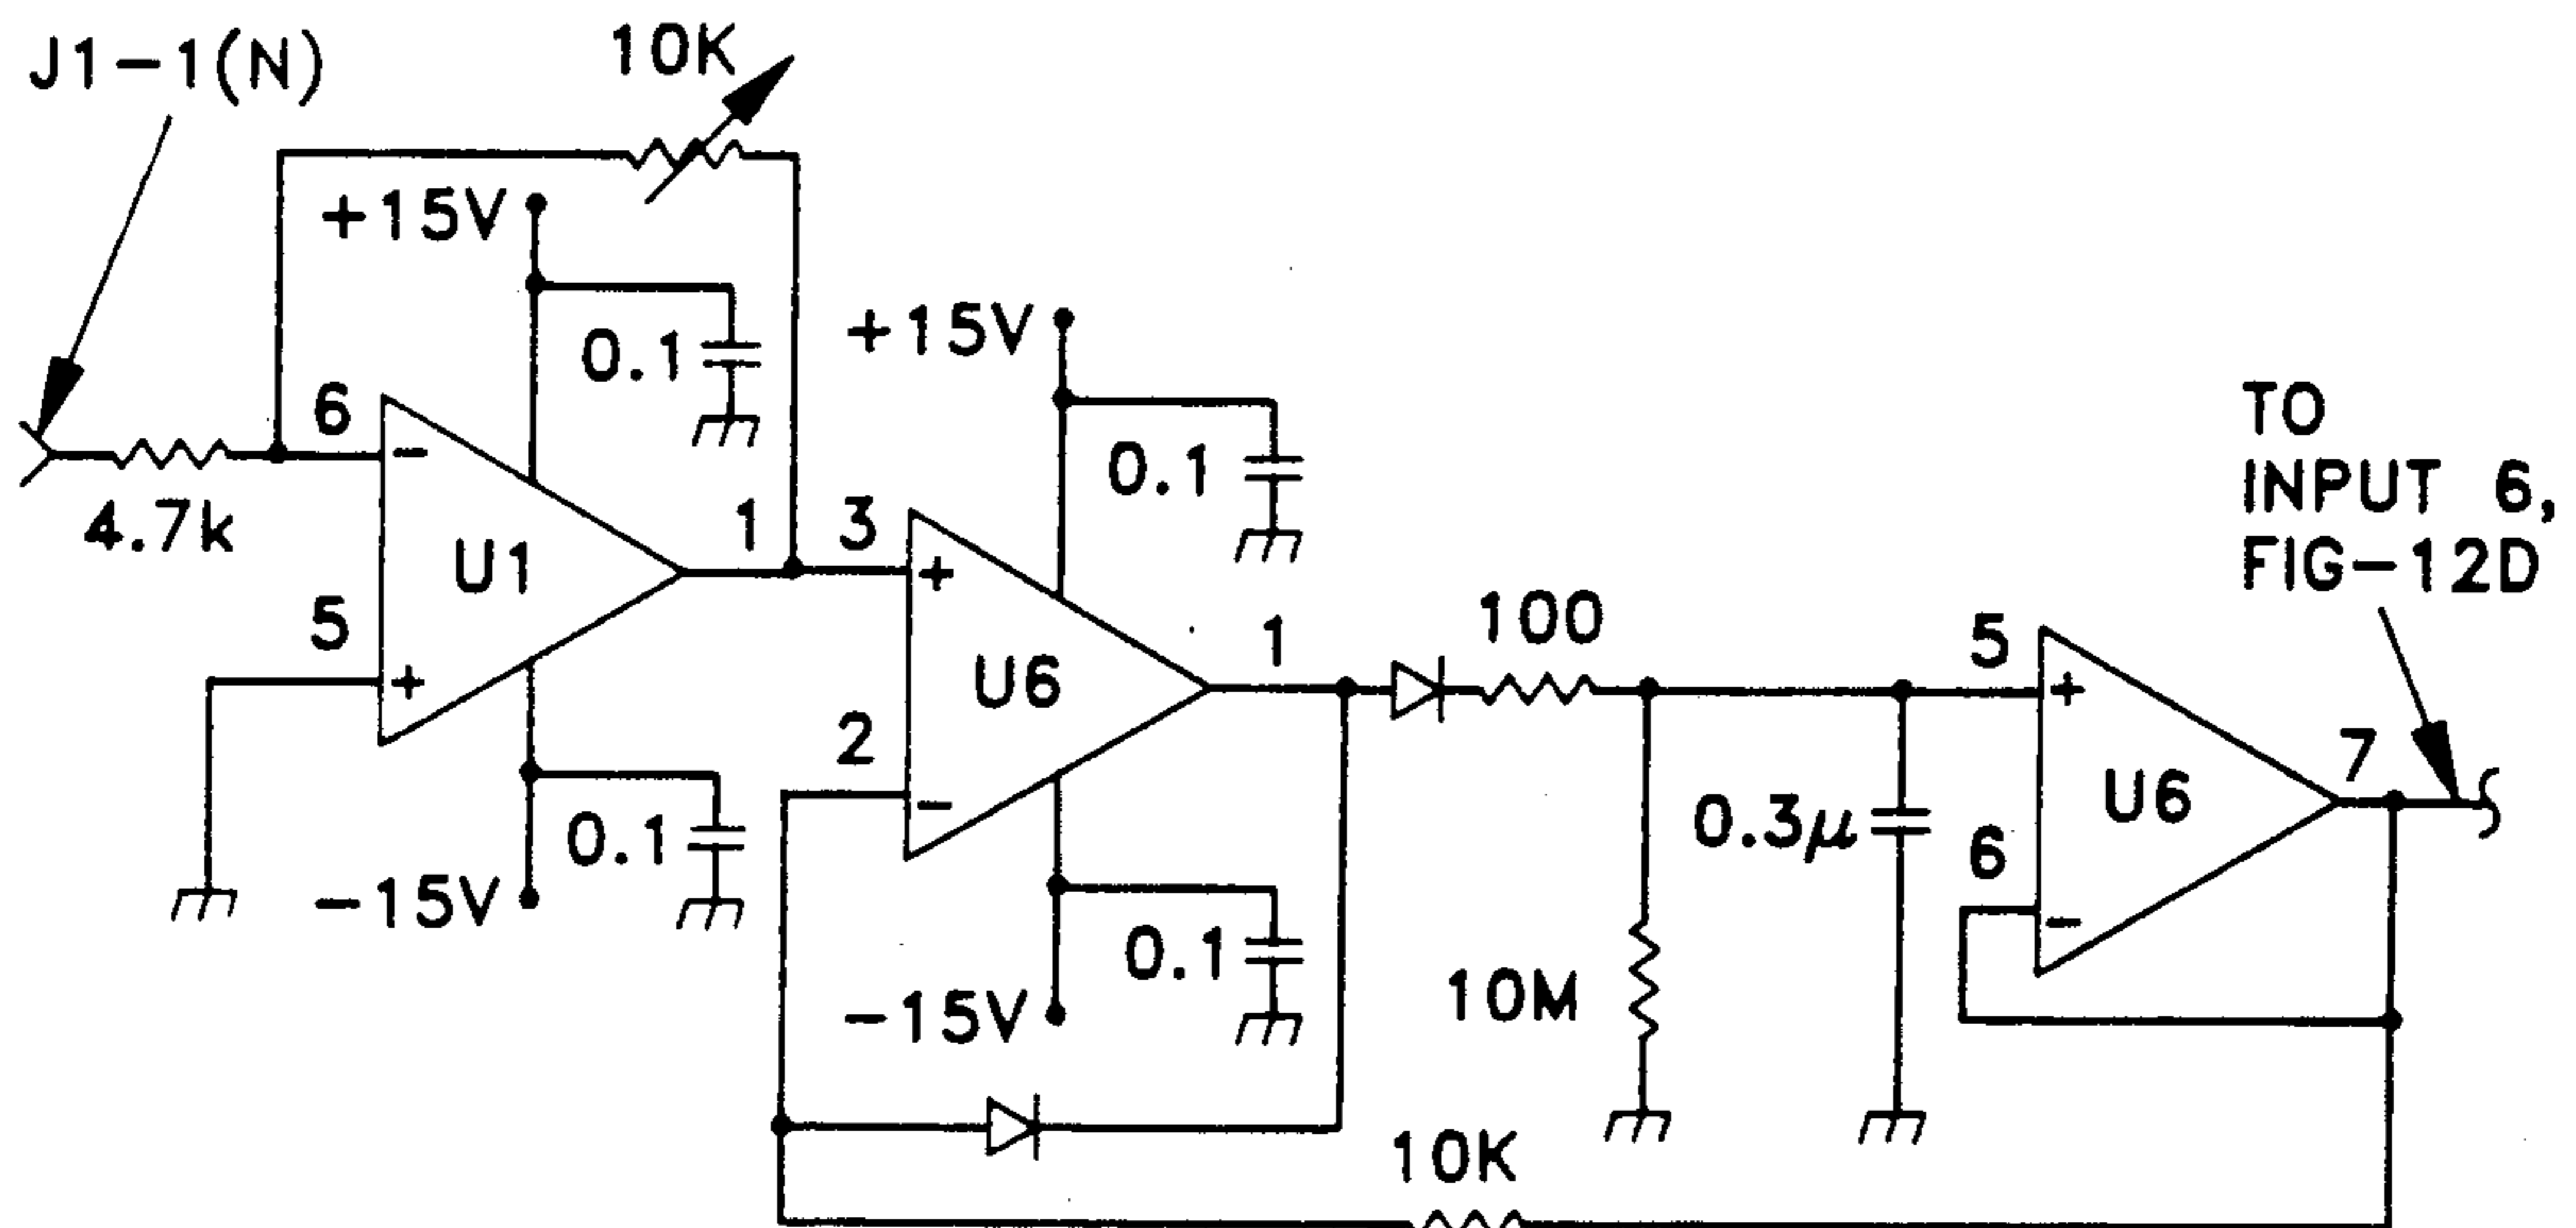 J1-1(N)
10K
+15V
0.1
6
-
4.7k
5
+
U1
1
-15V
0.1
+15V
0.1
3
+
U6
2
-
1
-15V
0.1
100
10M
0.3μ
10K
5
+
U6
6
-
7
TO
INPUT 6,
FIG-12D